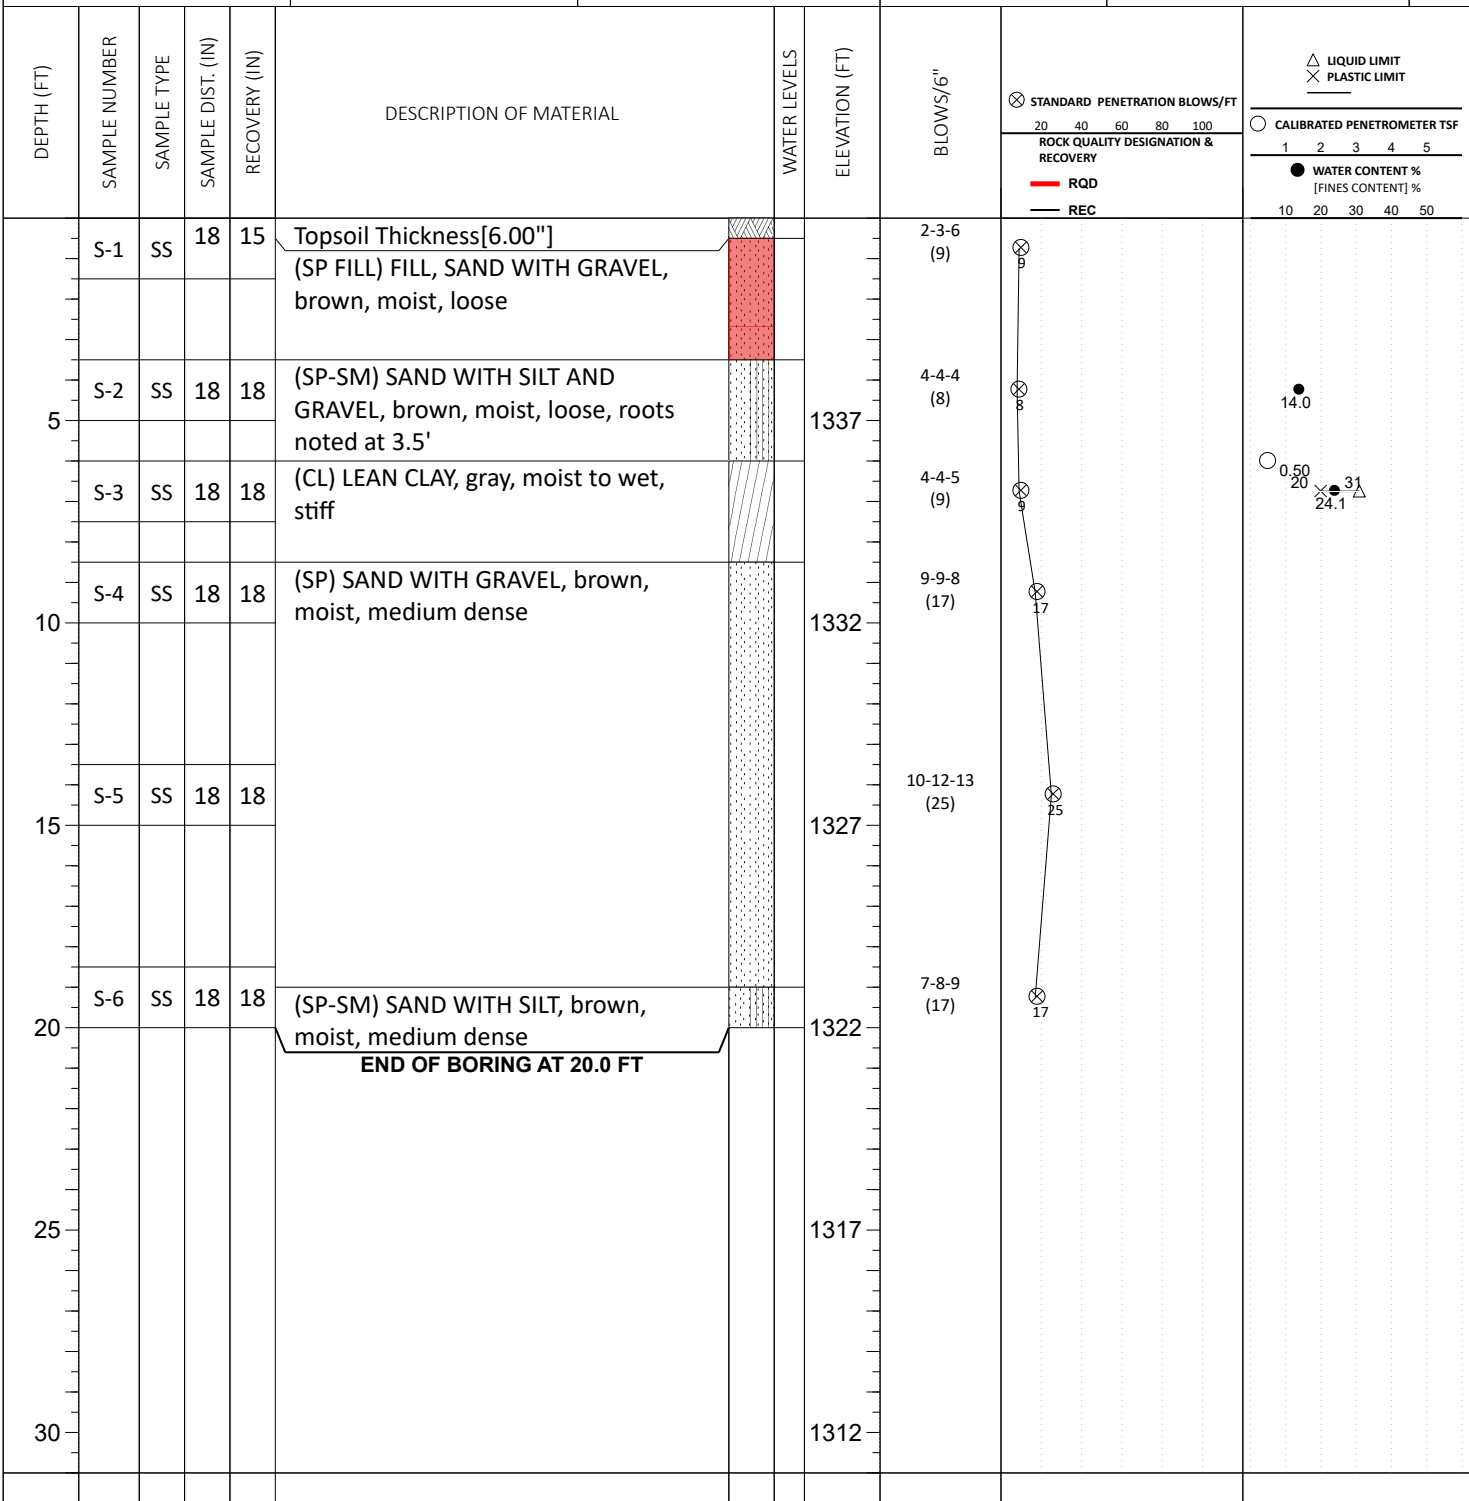 DEPTH (FT)
SAMPLE NUMBER
SAMPLE TYPE
SAMPLE DIST. (IN)
RECOVERY (IN)
DESCRIPTION OF MATERIAL
WATER LEVELS
ELEVATION (FT)
BLOWS/6"
STANDARD PENETRATION BLOWS/FT
20 40 60 80 100
ROCK QUALITY DESIGNATION &
RECOVERY
RQD
REC
LIQUID LIMIT
PLASTIC LIMIT
CALIBRATED PENETROMETER TSF
1 2 3 4 5
WATER CONTENT %
[FINES CONTENT] %
10 20 30 40 50
S-1 SS 18 15 Topsoil Thickness[6.00"]
2-3-6
(9)
9
(SP FILL) FILL, SAND WITH GRAVEL,
brown, moist, loose
S-2 SS 18 18 (SP-SM) SAND WITH SILT AND
GRAVEL, brown, moist, loose, roots
noted at 3.5'
4-4-4
(8)
8
14.0
5
1337
S-3 SS 18 18 (CL) LEAN CLAY, gray, moist to wet,
stiff
4-4-5
(9)
9
0.50
20
31
24.1
S-4 SS 18 18 (SP) SAND WITH GRAVEL, brown,
moist, medium dense
9-9-8
(17)
17
10
1332
S-5 SS 18 18
10-12-13
(25)
25
15
1327
S-6 SS 18 18 (SP-SM) SAND WITH SILT, brown,
moist, medium dense
7-8-9
(17)
17
20
1322
END OF BORING AT 20.0 FT
25
1317
30
1312